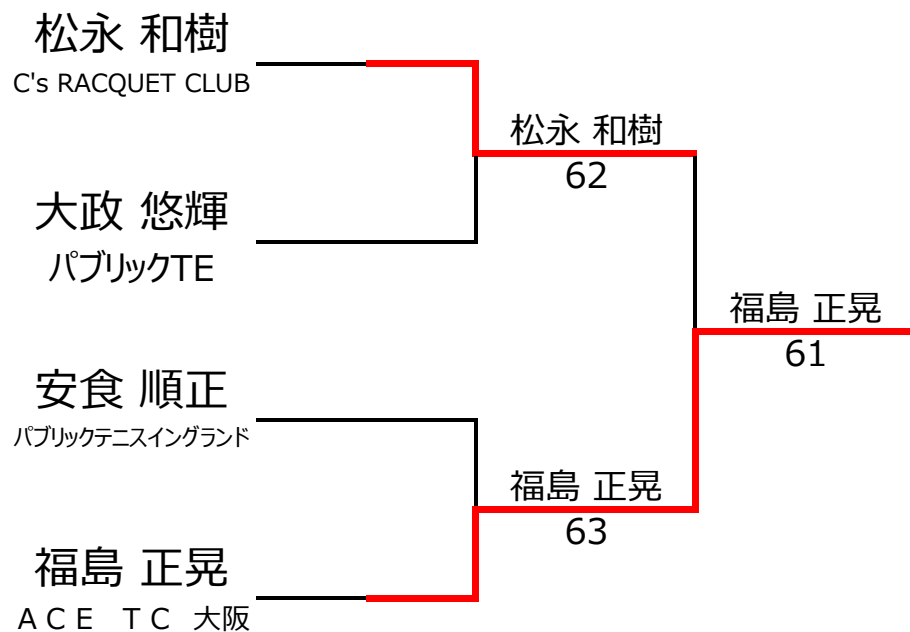 松永 和樹
C's RACQUET CLUB
松永 和樹
62
大政 悠輝
パブリックTE
福島 正晃
61
安食 順正
パブリックテニスイングランド
福島 正晃
63
福島 正晃
ＡＣＥ　ＴＣ　大阪